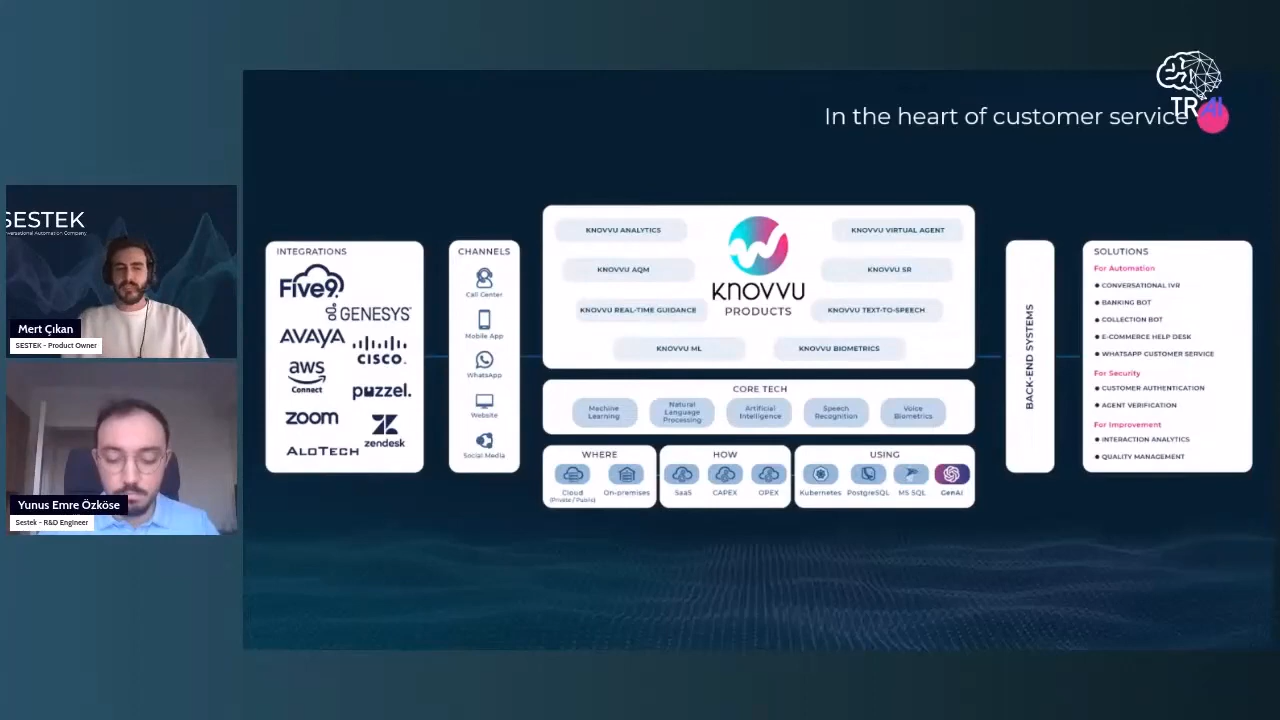 TRAI
In the heart of customer service
SESTEK
Conversational Automation Company
Mert Çıkan
SESTEK - Product Owner
Yunus Emre Özköse
Sestek - R&D Engineer
INTEGRATIONS
Five9
GENESYS
AVAYA
CISCO
aws
Connect
puzzel.
zoom
zendesk
ALOTECH
CHANNELS
Call Center
Mobile App
WhatsApp
Website
Social Media
KNOVVU ANALYTICS
KNOVVU VIRTUAL AGENT
KNOVVU AQM
KNOVVU SR
KNOVVU
PRODUCTS
KNOVVU REAL-TIME GUIDANCE
KNOVVU TEXT-TO-SPEECH
KNOVVU ML
KNOVVU BIOMETRICS
CORE TECH
Machine
Learning
Natural
Language
Processing
Artificial
Intelligence
Speech
Recognition
Voice
Biometrics
WHERE
Cloud
(Private / Public)
On-premises
HOW
SaaS
CAPEX
OPEX
USING
Kubernetes
PostgreSQL
MS SQL
GenAI
BACK-END SYSTEMS
SOLUTIONS
For Automation
● CONVERSATIONAL IVR
● BANKING BOT
● COLLECTION BOT
● E-COMMERCE HELP DESK
● WHATSAPP CUSTOMER SERVICE
For Security
● CUSTOMER AUTHENTICATION
● AGENT VERIFICATION
For Improvement
● INTERACTION ANALYTICS
● QUALITY MANAGEMENT